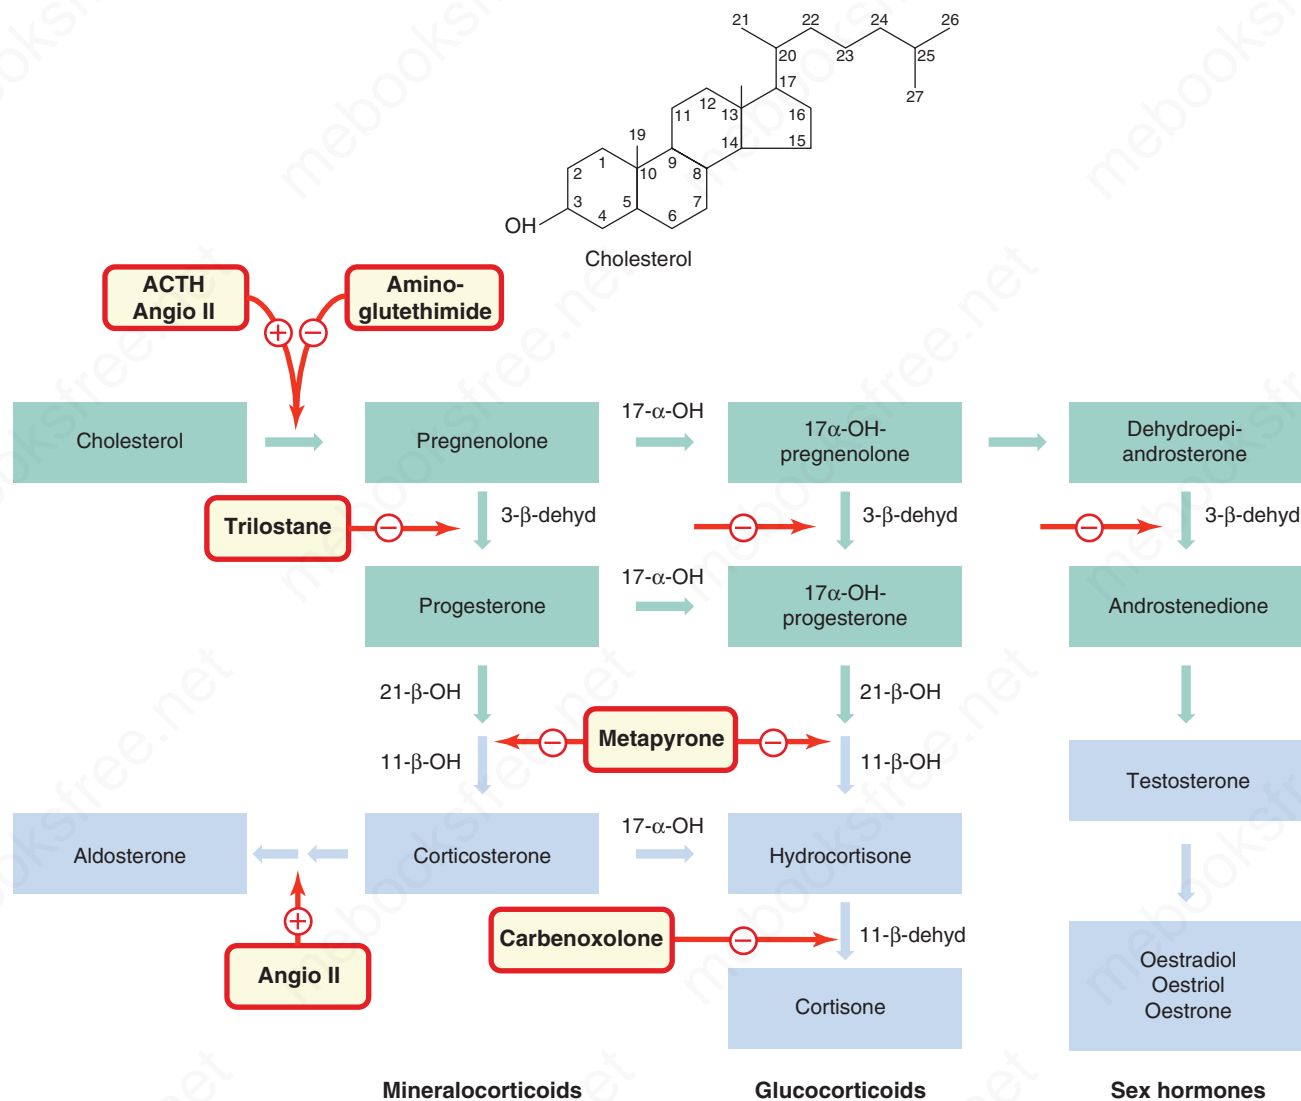 21
22
24
26
20
23
25
17
27
12
16
11
13
19
14
15
1
9
2
10
8
3
5
7
4
6
OH
Cholesterol
ACTH
Angio II
Amino-
glutethimide
+
−
17-α-OH
Cholesterol
Pregnenolone
17α-OH-
pregnenolone
Dehydroepi-
androsterone
Trilostane
−
3-β-dehyd
−
3-β-dehyd
−
3-β-dehyd
17-α-OH
Progesterone
17α-OH-
progesterone
Androstenedione
21-β-OH
21-β-OH
−
Metapyrone
−
11-β-OH
11-β-OH
Testosterone
17-α-OH
Aldosterone
Corticosterone
Hydrocortisone
+
Angio II
Carbenoxolone
−
11-β-dehyd
Cortisone
Oestradiol
Oestriol
Oestrone
Mineralocorticoids
Glucocorticoids
Sex hormones
mebooksfree.net